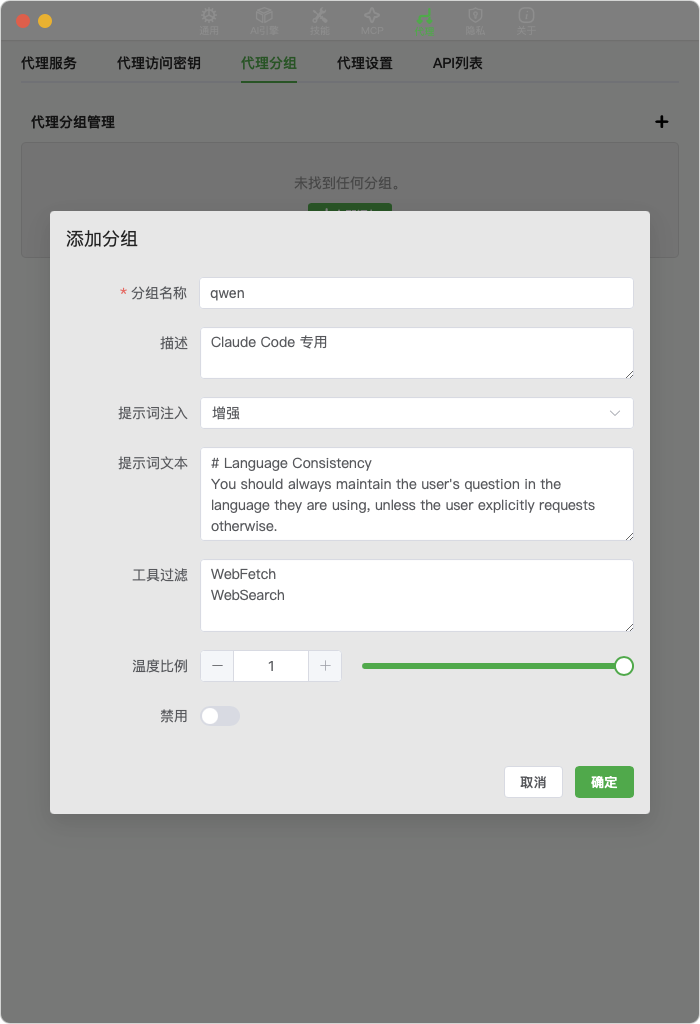 通用 AI引擎 技能 MCP 隐私 关于
代理服务 代理访问密钥 代理分组 代理设置 API列表
代理分组管理
未找到任何分组。
添加分组
* 分组名称 qwen
描述 Claude Code 专用
提示词注入 增强
提示词文本 # Language Consistency
You should always maintain the user's question in the
language they are using, unless the user explicitly requests
otherwise.
工具过滤 WebFetch
WebSearch
温度比例 1
禁用
取消 确定